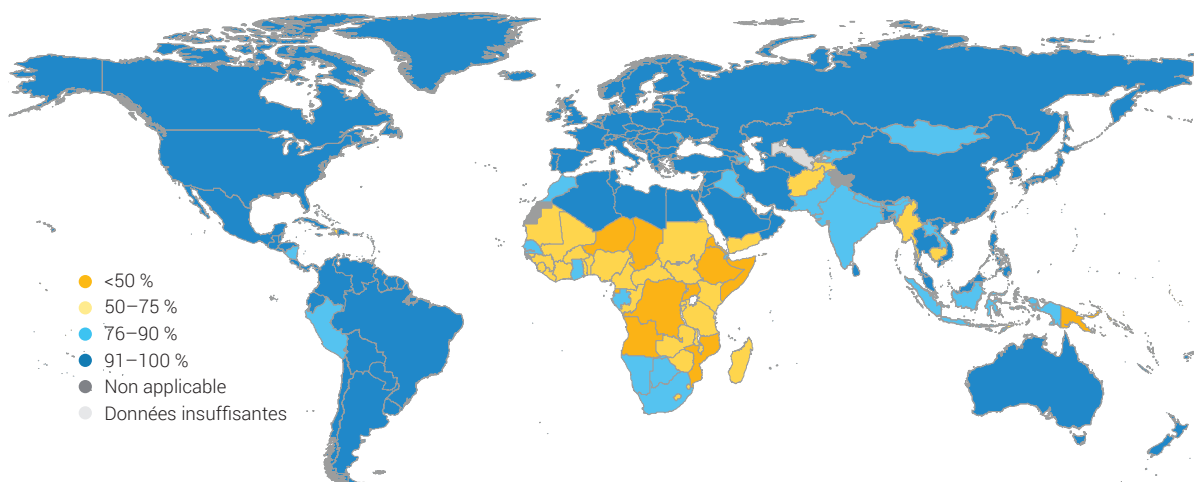 <50 %
50–75 %
76–90 %
91–100 %
Non applicable
Données insuffisantes